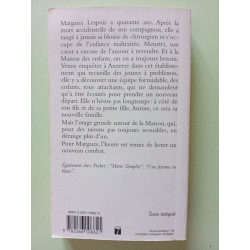 Margaux Lespoir a quarante ans. Après la
mort accidentelle de son compagnon, elle a
rangé à jamais sa blouse de chirurgien et s'occupe
de l'enfance maltraitée. Meurtri, son
cœur a encore de l'amour à revendre. Et à la
Maison des enfants, on en a toujours besoin.
Venue enquêter à Auxerre dans cet établissement
qui recueille des jeunes à problèmes,
elle y a découvert une équipe formidable, des
enfants, tous attachants, qui ne demandent
qu'à être écoutés pour prendre un nouveau
départ. Elle n'hésite pas longtemps : à côté
de son fils et de sa petite fille, Aurore, ce sera
sa nouvelle famille.
Mais l'orage gronde autour de la Maison, qui,
pour des raisons pas toujours avouables, en
dérange plus d'un.
Pour Margaux, l'heure est venue de livrer un
nouveau combat.
Également chez Pocket : "Marie-Tempête", "Une femme en
blanc".
Texte intégral